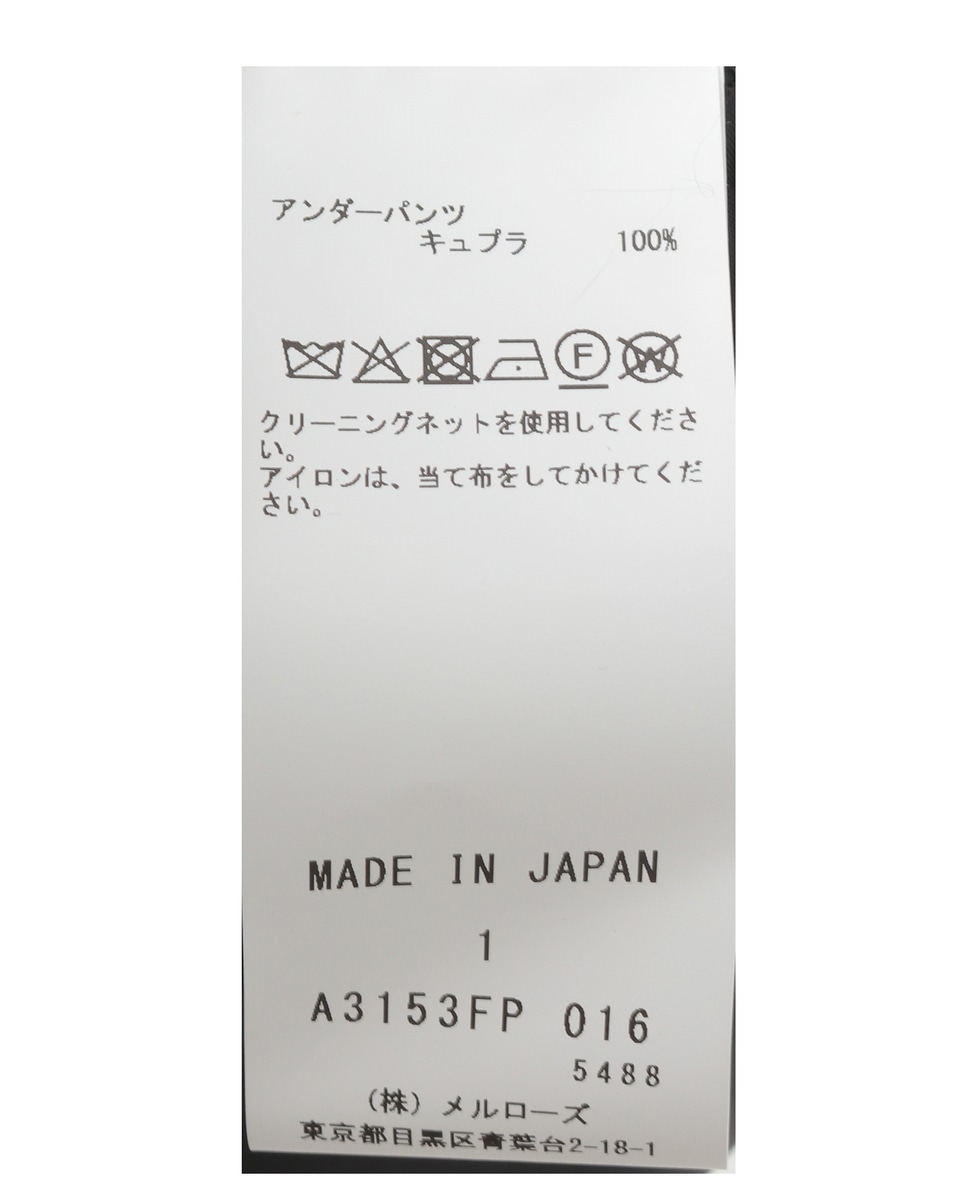 アンダーパンツ
キュプラ 100%
F W
クリーニングネットを使用してくださ
い。
アイロンは、当て布をしてかけてくだ
さい。
MADE IN JAPAN
1
A3153FP 016
5488
(株) メルローズ
東京都目黒区青葉台2-18-1